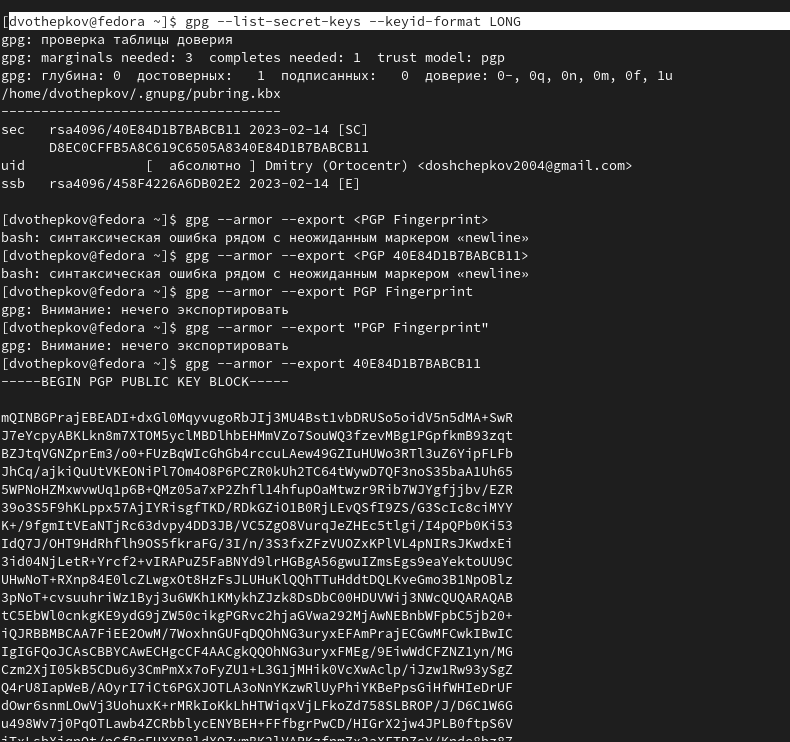 [dvothepkov@fedora ~]$ gpg --list-secret-keys --keyid-format LONG
gpg: проверка таблицы доверия
gpg: marginals needed: 3  completes needed: 1  trust model: pgp
gpg: глубина: 0  достоверных:   1  подписанных:   0  доверие: 0-, 0q, 0n, 0m, 0f, 1u
/home/dvothepkov/.gnupg/pubring.kbx
-----------------------------------
sec   rsa4096/40E84D1B7BABCB11 2023-02-14 [SC]
      D8EC0CFFB5A8C619C6505A8340E84D1B7BABCB11
uid               [  абсолютно ] Dmitry (Ortocentr) <doshchepkov2004@gmail.com>
ssb   rsa4096/458F4226A6DB02E2 2023-02-14 [E]
[dvothepkov@fedora ~]$ gpg --armor --export <PGP Fingerprint>
bash: синтаксическая ошибка рядом с неожиданным маркером «newline»
[dvothepkov@fedora ~]$ gpg --armor --export <PGP 40E84D1B7BABCB11>
bash: синтаксическая ошибка рядом с неожиданным маркером «newline»
[dvothepkov@fedora ~]$ gpg --armor --export PGP Fingerprint
gpg: Внимание: нечего экспортировать
[dvothepkov@fedora ~]$ gpg --armor --export "PGP Fingerprint"
gpg: Внимание: нечего экспортировать
[dvothepkov@fedora ~]$ gpg --armor --export 40E84D1B7BABCB11
-----BEGIN PGP PUBLIC KEY BLOCK-----
mQINBGPrajEBEADI+dxGl0MqyvugoRbJIj3MU4Bst1vbDRUSo5oidV5n5dMA+SwR
J7eYcpyABKLkn8m7XTOM5yclMBDlhbEHMmVZo7SouWQ3fzevMBg1PGpfkmB93zqt
BZJtqVGNZprEm3/o0+FUzBqWIcGhGb4rccuLAew49GZIuHUWo3RTl3uZ6YipFLFb
JhCq/ajkiQuUtVKEONiPl7Om4O8P6PCZR0kUh2TC64tWywD7QF3noS35baA1Uh65
5WPNoHZMxwvwUq1p6B+QMz05a7xP2Zhfl14hfupOaMtwzr9Rib7WJYgfjjbv/EZR
39o3S5F9hKLppx57AjIYRisgfTKD/RDkGZiO1B0RjLEvQSfI9ZS/G3ScIc8ciMYY
K+/9fgmItVEaNTjRc63dvpy4DD3JB/VC5ZgO8VurqJeZHEc5tlgi/I4pQPb0Ki53
IdQ7J/OHT9HdRhflh9OS5fkraFG/3I/n/3S3fxZFzVUOZxKPlVL4pNIRsJKwdxEi
3id04NjLetR+Yrcf2+vIRAPuZ5FaBNYd9lrHGBgA56gwuIZmsEgs9eaYektoUU9C
UHwNoT+RXnp84E0lcZLwgxOt8HzFsJLUHuKlQQhTTuHddtDQLKveGmo3B1NpOBlz
3pNoT+cvsuuhriWz1Byj3u6WKh1KMykhZJzk8DsDbC00HDUVWij3NWcQUQARAQAB
tC5EbWl0cnkgKE9ydG9jZW50cikgPGRvc2hjaGVwa292MjAwNEBnbWFpbC5jb20+
iQJRBBMBCAA7FiEE2OwM/7WoxhnGUFqDQOhNG3uryxEFAmPrajECGwMFCwkIBwIC
IgIGFQoJCAsCBBYCAwECHgcCF4AACgkQQOhNG3uryxFMEg/9EiwWdCFZNZ1yn/MG
Czm2XjI05kB5CDu6y3CmPmXx7oFyZU1+L3G1jMHik0VcXwAclp/iJzw1Rw93ySgZ
Q4rU8IapWeB/AOyrI7iCt6PGXJOTLA3oNnYKzwRlUyPhiYKBePpsGiHfWHIeDrUF
dOwr6snmLOwVj3UohuxK+rMRkIoKkLhHTWiqxVjLFkoZd758SLBROP/J/D6C1W6G
u498Wv7j0PqOTLawb4ZCRbblycENYBEH+FFfbgrPwCD/HIGrX2jw4JPLB0ftpS6V